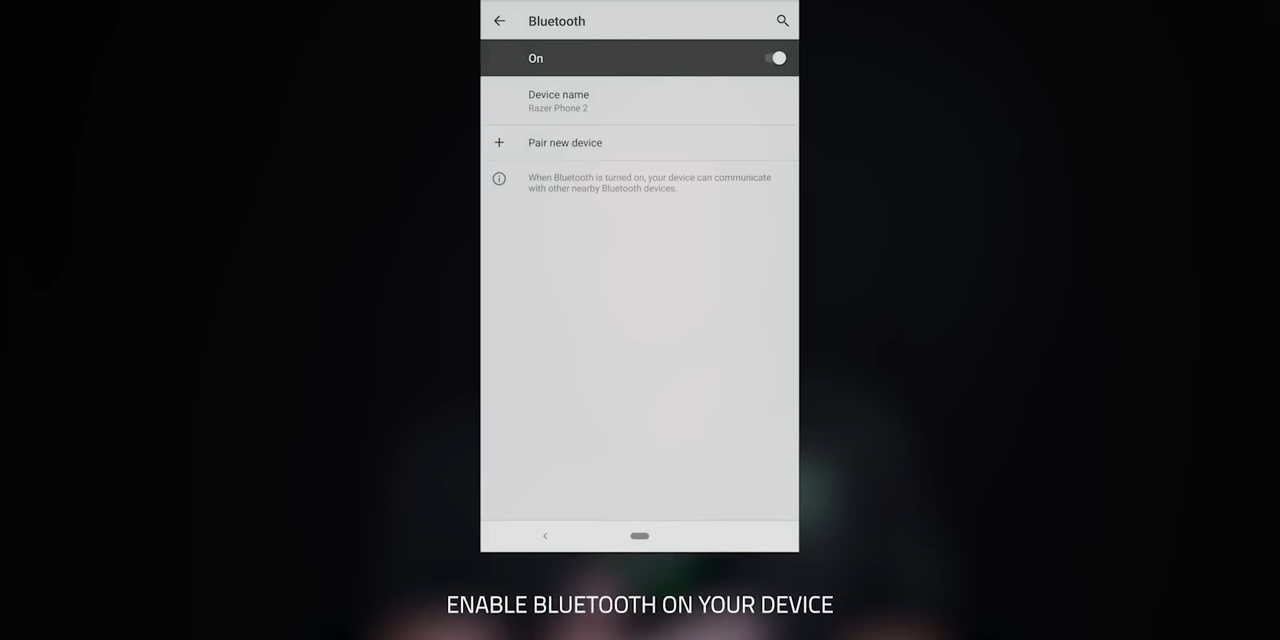 Bluetooth
On
Device name
Razer Phone 2
Pair new device
When Bluetooth is turned on, your device can communicate
with other nearby Bluetooth devices.
ENABLE BLUETOOTH ON YOUR DEVICE